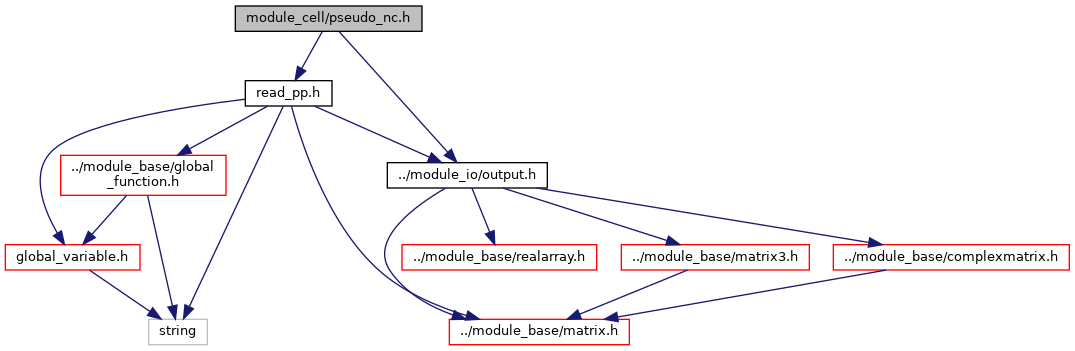 module_cell/pseudo_nc.h
read_pp.h
../module_base/global
_function.h
../module_io/output.h
global_variable.h
../module_base/realarray.h
../module_base/matrix3.h
../module_base/complexmatrix.h
string
../module_base/matrix.h